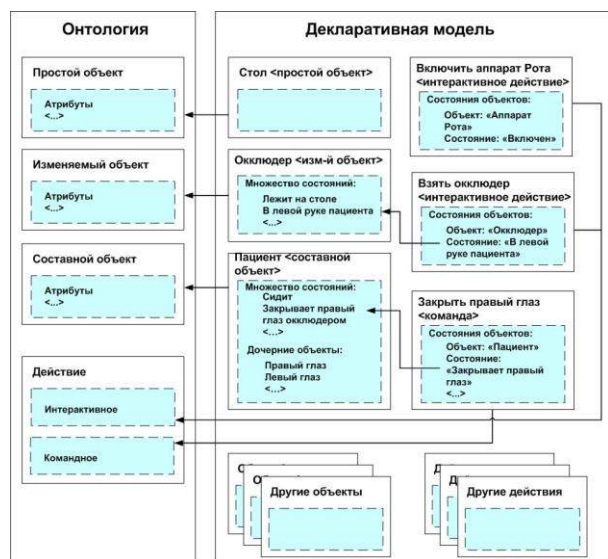 Онтология
Простой объект
Атрибуты
<...>
Изменяемый объект
Атрибуты
<...>
Составной объект
Атрибуты
<...>
Действие
Интерактивное
Командное
Декларативная модель
Стол <простой объект>
Окклюдер <изм-й объект>
Множество состояний:
Лежит на столе
В левой руке пациента
<...>
Пациент <составной
объект>
Множество состояний:
Сидит
Закрывает правый
глаз окклюдером
<...>
Дочерние объекты:
Правый глаз
Левый глаз
<...>
Включить аппарат Рота
<интерактивное действие>
Состояния объектов:
Объект: «Аппарат
Рота»
Состояние: «Включен»
Взять окклюдер
<интерактивное действие>
Состояния объектов:
Объект: «Окклюдер»
Состояние: «В левой
руке пациента»
Закрыть правый глаз
<команда>
Состояния объектов:
Объект: «Пациент»
Состояние:
«Закрывает правый
глаз»
<...>
Другие объекты
Другие действия